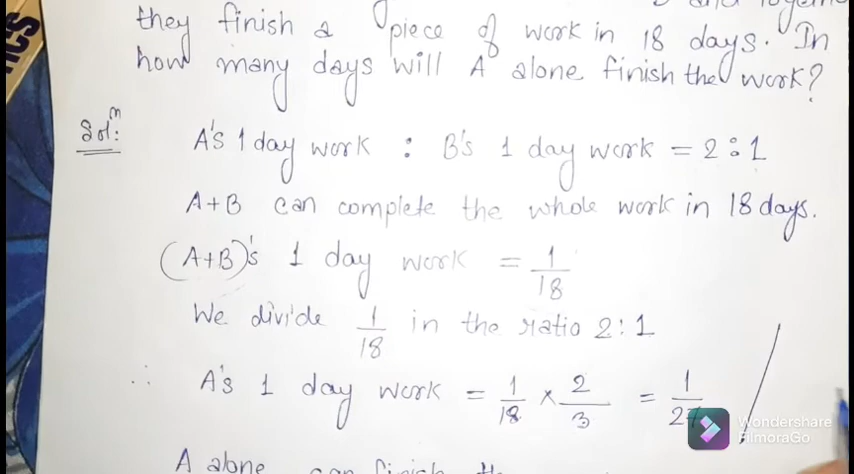 they finish a piece of work in 18 days. In
how many days will A alone finish the work?
Solⁿ:
A's 1 day work : B's 1 day work = 2:1
A+B can complete the whole work in 18 days.
(A+B)'s 1 day work = 1/18
We divide 1/18 in the ratio 2:1
∴ A's 1 day work = 1/18 × 2/3 = 1/27
Wondershare
FilmoraGo
A alone can finish the